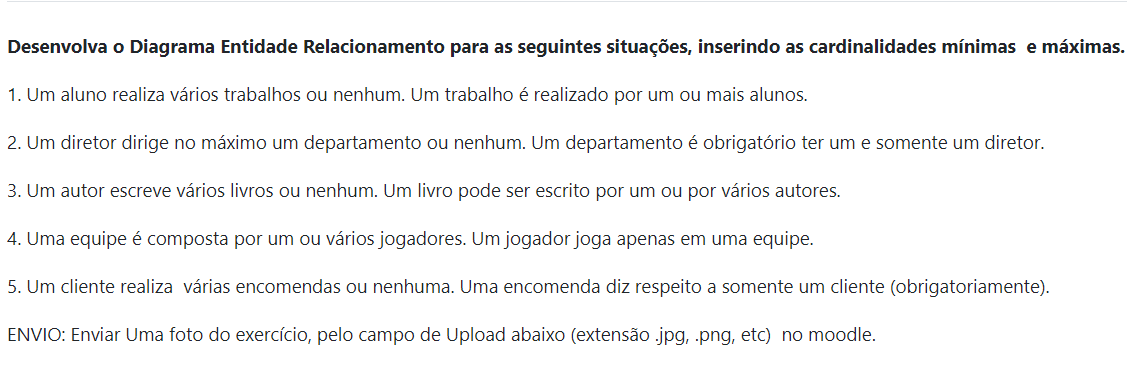 Desenvolva o Diagrama Entidade Relacionamento para as seguintes situações, inserindo as cardinalidades mínimas  e máximas.
1. Um aluno realiza vários trabalhos ou nenhum. Um trabalho é realizado por um ou mais alunos.
2. Um diretor dirige no máximo um departamento ou nenhum. Um departamento é obrigatório ter um e somente um diretor.
3. Um autor escreve vários livros ou nenhum. Um livro pode ser escrito por um ou por vários autores.
4. Uma equipe é composta por um ou vários jogadores. Um jogador joga apenas em uma equipe.
5. Um cliente realiza  várias encomendas ou nenhuma. Uma encomenda diz respeito a somente um cliente (obrigatoriamente).
ENVIO: Enviar Uma foto do exercício, pelo campo de Upload abaixo (extensão .jpg, .png, etc)  no moodle.